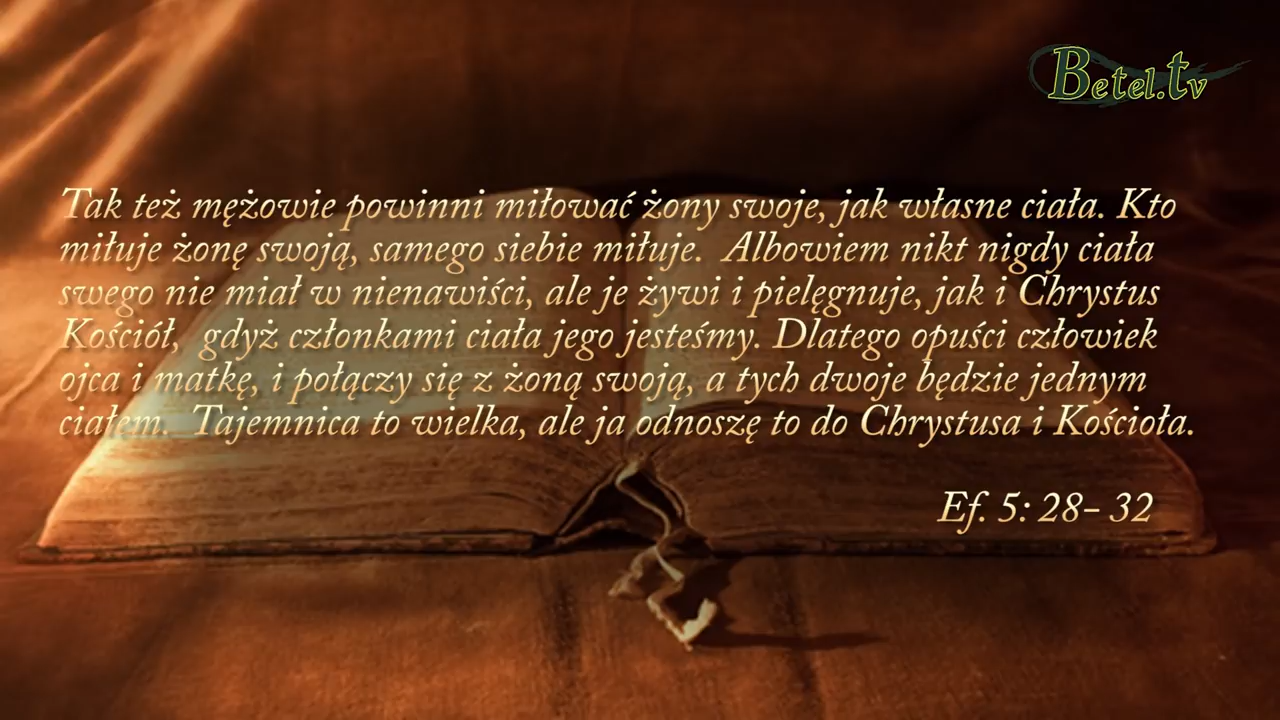 Betel.tv
Tak też mężowie powinni miłować żony swoje, jak własne ciała. Kto
miłuje żonę swoją, samego siebie miłuje. Albowiem nikt nigdy ciała
swego nie miał w nienawiści, ale je żywi i pielęgnuje, jak i Chrystus
Kościół, gdyż członkami ciała jego jesteśmy. Dlatego opuści człowiek
ojca i matkę, i połączy się z żoną swoją, a tych dwoje będzie jednym
ciałem. Tajemnica to wielka, ale ja odnoszę to do Chrystusa i Kościoła.
Ef. 5: 28- 32